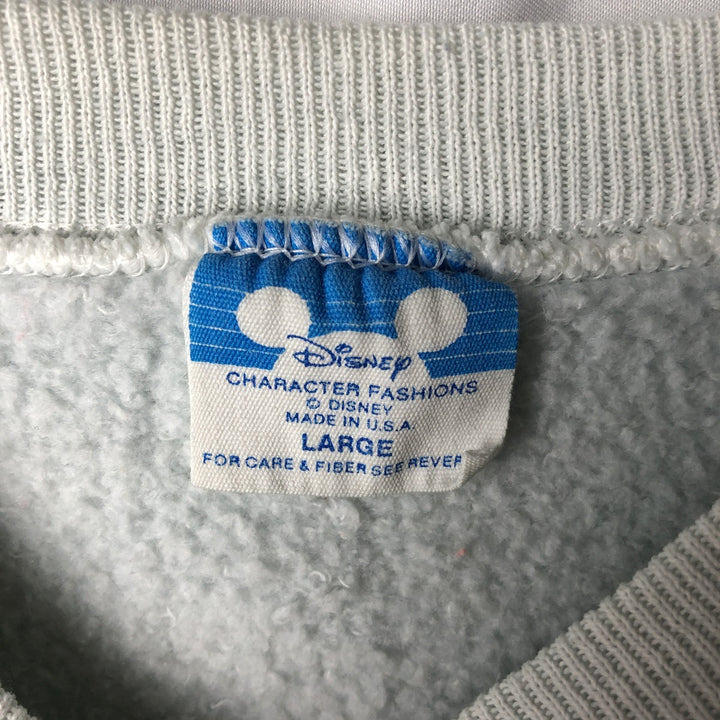 Disney
CHARACTER FASHIONS
© DISNEY
MADE IN U.S.A.
LARGE
FOR CARE & FIBER SEE REVER